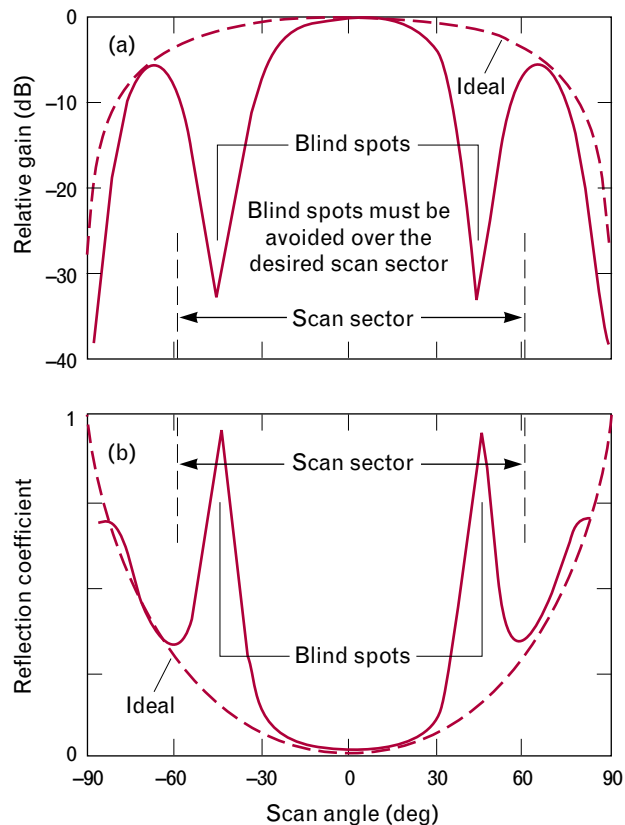 (a)
Relative gain (dB)
0
−10
−20
−30
−40
Ideal
Blind spots
Blind spots must be
avoided over the
desired scan sector
Scan sector
(b)
Reflection coefficient
1
0
Scan sector
Blind spots
Ideal
−90
−60
−30
0
30
60
90
Scan angle (deg)